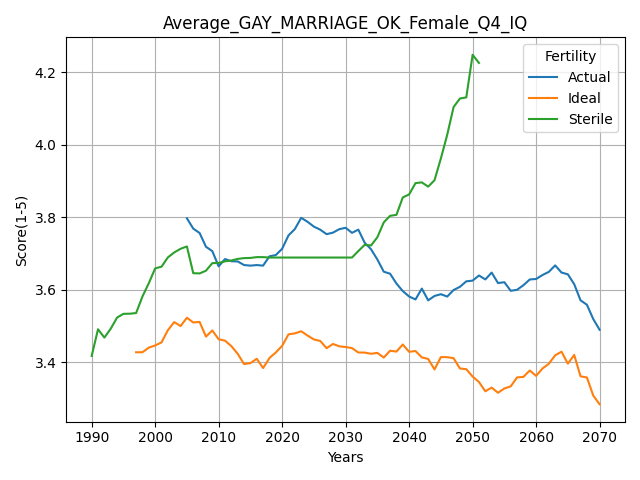 Average_GAY_MARRIAGE_OK_Female_Q4_IQ
Fertility
Actual
Ideal
Sterile
Score(1-5)
4.2
4.0
3.8
3.6
3.4
1990 2000 2010 2020 2030 2040 2050 2060 2070
Years